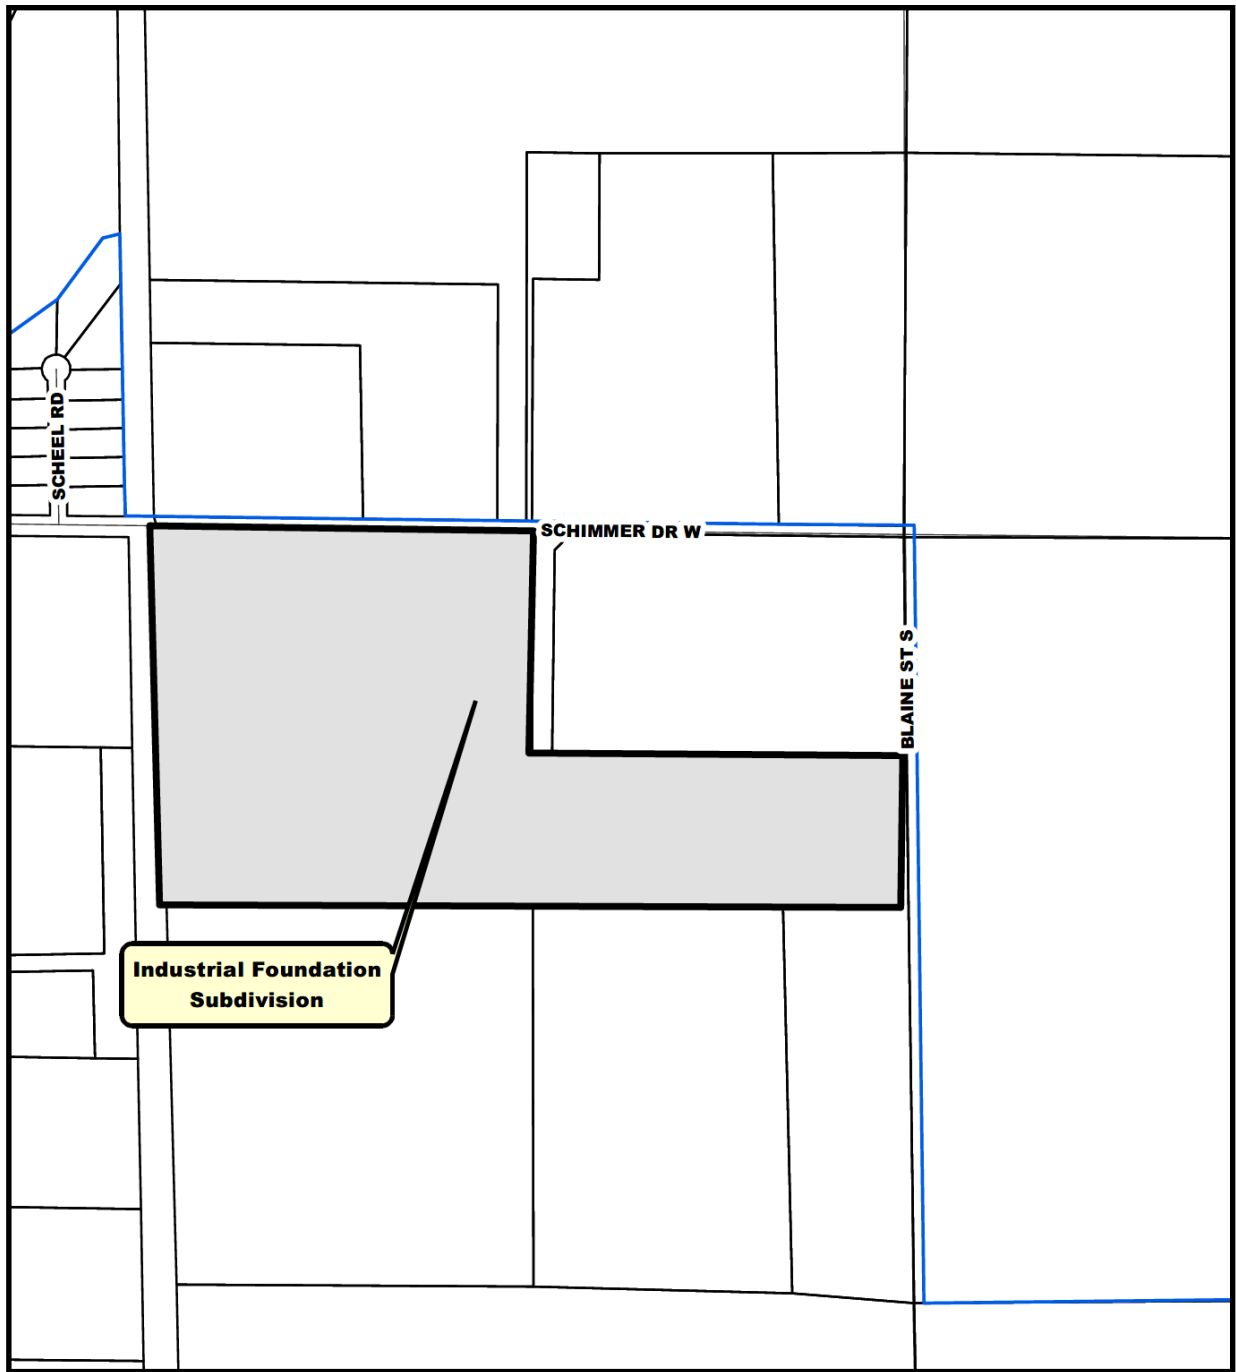 SCHEEL RD
SCHIMMER DR W
BLAINE ST S
Industrial Foundation
Subdivision